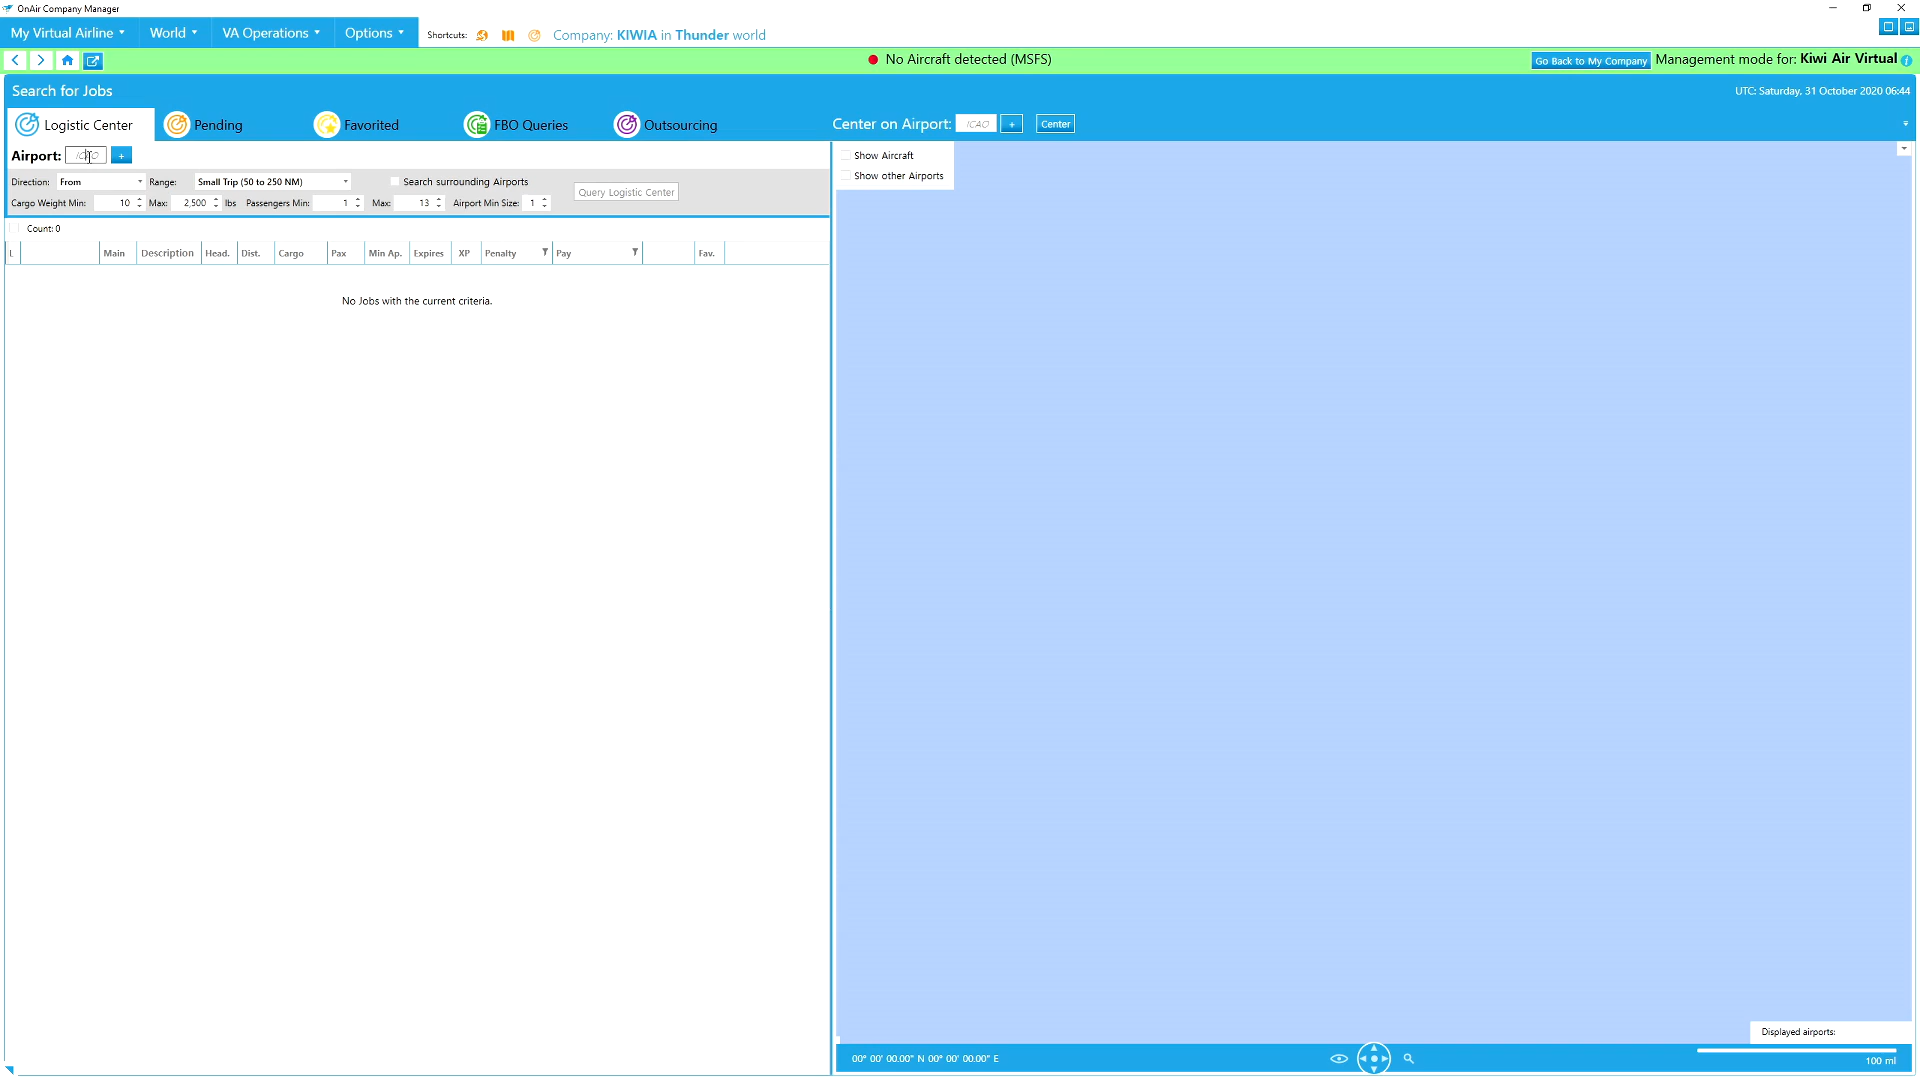 OnAir Company Manager
My Virtual Airline World VA Operations Options Shortcuts: Company: KIWIA in Thunder world
No Aircraft detected (MSFS) Go Back to My Company Management mode for: Kiwi Air Virtual i
Search for Jobs UTC: Saturday, 31 October 2020 06:44
Logistic Center Pending Favorited FBO Queries Outsourcing Center on Airport: ICAO + Center
Airport: ICAO + Show Aircraft
Show other Airports
Direction: From Range: Small Trip (50 to 250 NM) Search surrounding Airports Query Logistic Center
Cargo Weight Min: 10 Max: 2,500 lbs Passengers Min: 1 Max: 13 Airport Min Size: 1
Count: 0
L Main Description Head. Dist. Cargo Pax Min Ap. Expires XP Penalty Pay Fav.
No Jobs with the current criteria.
Displayed airports:
00° 00' 00.00" N 00° 00' 00.00" E 100 ml